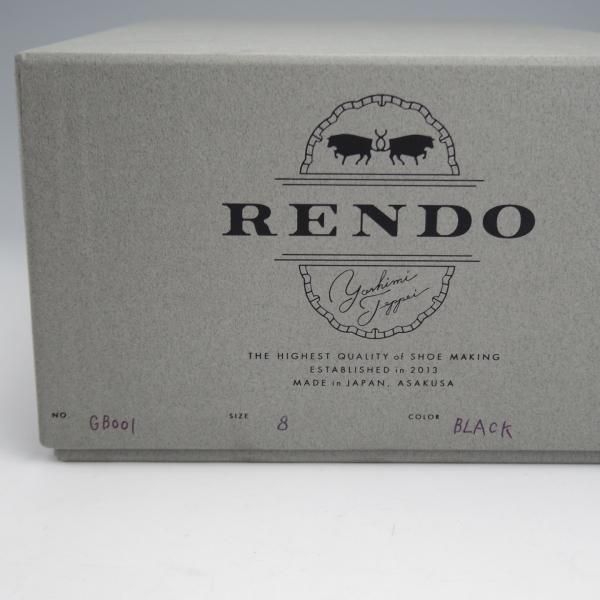 RENDO
Yoshimi
Teppei
THE HIGHEST QUALITY of SHOE MAKING
ESTABLISHED in 2013
MADE in JAPAN, ASAKUSA
NO. GB001 SIZE 8 COLOR BLACK